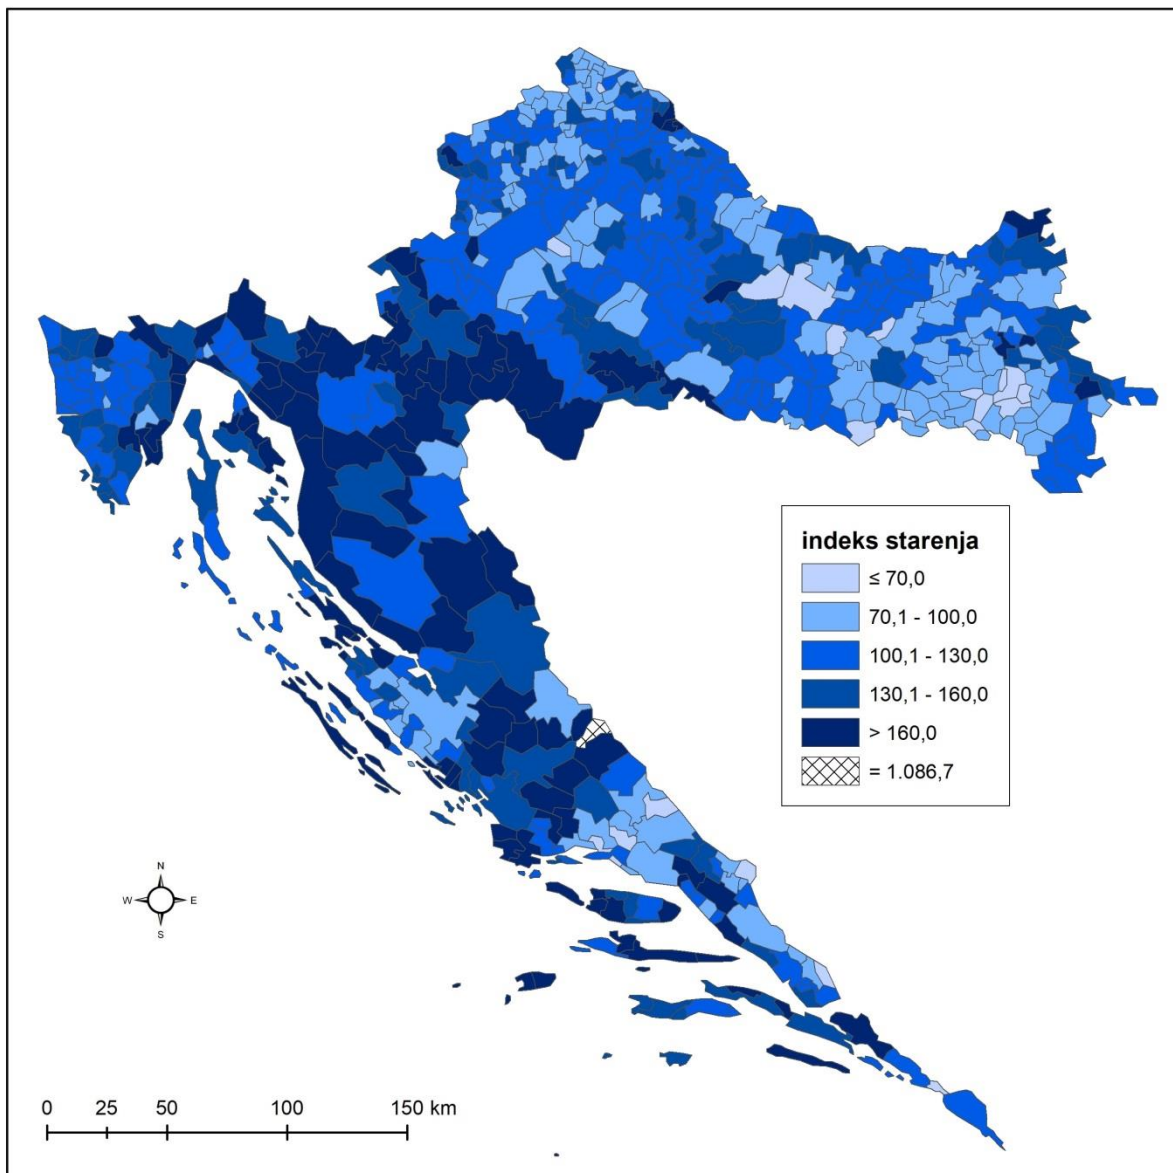 indeks starenja
≤ 70,0
70,1 - 100,0
100,1 - 130,0
130,1 - 160,0
> 160,0
= 1.086,7
N
W E
S
0 25 50 100 150 km